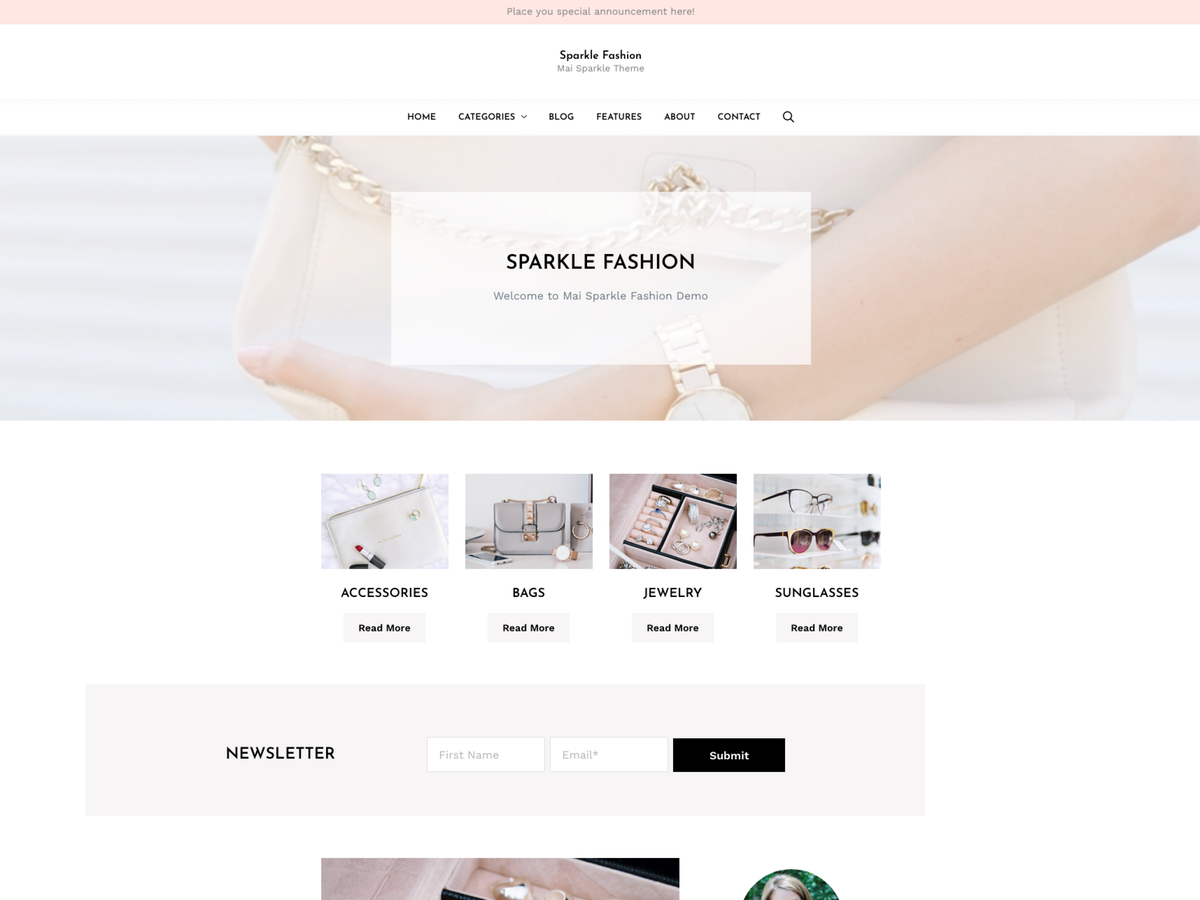 Place you special announcement here!
Sparkle Fashion
Mai Sparkle Theme
HOME CATEGORIES BLOG FEATURES ABOUT CONTACT
SPARKLE FASHION
Welcome to Mai Sparkle Fashion Demo
ACCESSORIES BAGS JEWELRY SUNGLASSES
Read More Read More Read More Read More
NEWSLETTER First Name Email* Submit